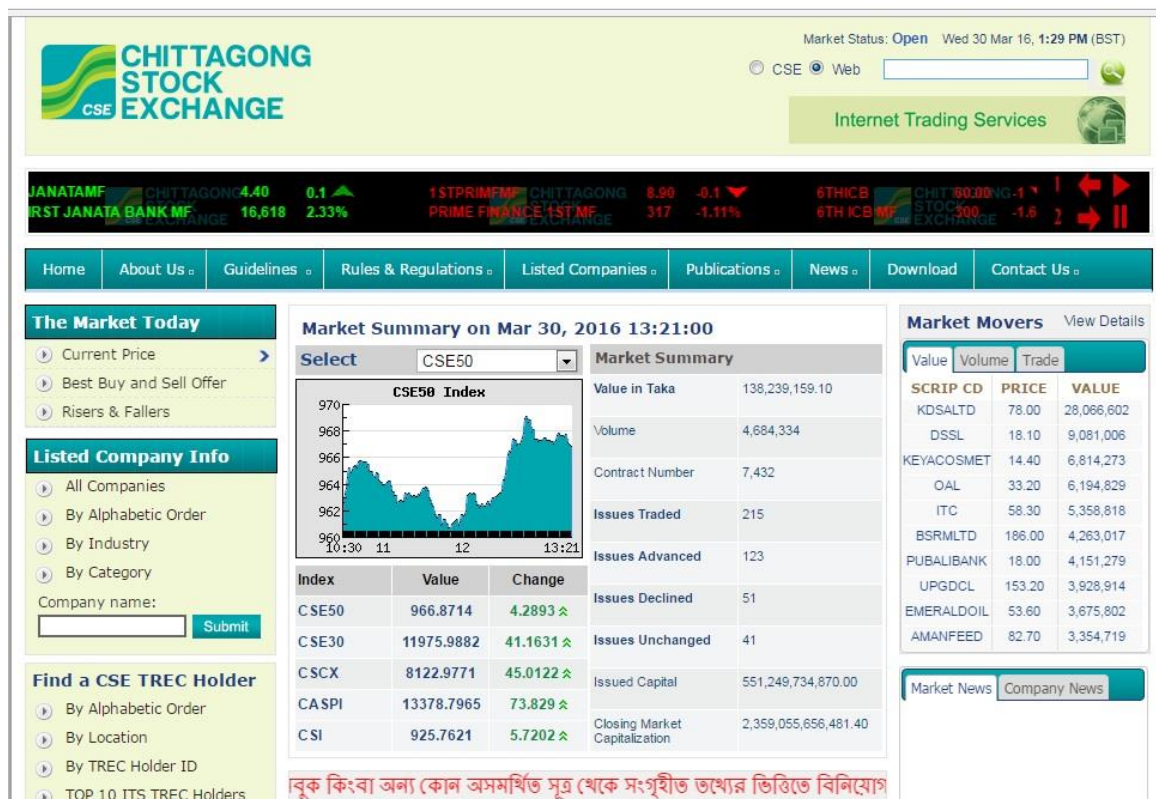 CHITTAGONG
STOCK
EXCHANGE
CSE
Market Status: Open Wed 30 Mar 16, 1:29 PM (BST)
CSE Web
Internet Trading Services
JANATAMF 4.40 0.1 1STPRIMFMF 8.90 -0.1 6THICB 60.00 -1
IRST JANATA BANK MF 16,618 2.33% PRIME FINANCE 1ST MF 317 -1.11% 6TH ICB MF 300 -1.6
Home About Us Guidelines Rules & Regulations Listed Companies Publications News Download Contact Us
The Market Today
Current Price
Best Buy and Sell Offer
Risers & Fallers
Listed Company Info
All Companies
By Alphabetic Order
By Industry
By Category
Company name:
Submit
Find a CSE TREC Holder
By Alphabetic Order
By Location
By TREC Holder ID
TOP 10 ITS TREC Holders
Market Summary on Mar 30, 2016 13:21:00
Select CSE50
CSE50 Index
970
968
966
964
962
960
10:30 11 12 13:21
Index Value Change
CSE50 966.8714 4.2893
CSE30 11975.9882 41.1631
CSCX 8122.9771 45.0122
CASPI 13378.7965 73.829
CSI 925.7621 5.7202
Market Summary
Value in Taka 138,239,159.10
Volume 4,684,334
Contract Number 7,432
Issues Traded 215
Issues Advanced 123
Issues Declined 51
Issues Unchanged 41
Issued Capital 551,249,734,870.00
Closing Market
Capitalization 2,359,055,656,481.40
বুক কিংবা অন্য কোন অসমর্থিত সূত্র থেকে সংগৃহীত তথ্যের ভিত্তিতে বিনিয়োগ
Market Movers View Details
Value Volume Trade
SCRIP CD PRICE VALUE
KDSALTD 78.00 28,066,602
DSSL 18.10 9,081,006
KEYACOSMET 14.40 6,814,273
OAL 33.20 6,194,829
ITC 58.30 5,358,818
BSRMLTD 186.00 4,263,017
PUBALIBANK 18.00 4,151,279
UPGDCL 153.20 3,928,914
EMERALDOIL 53.60 3,675,802
AMANFEED 82.70 3,354,719
Market News Company News